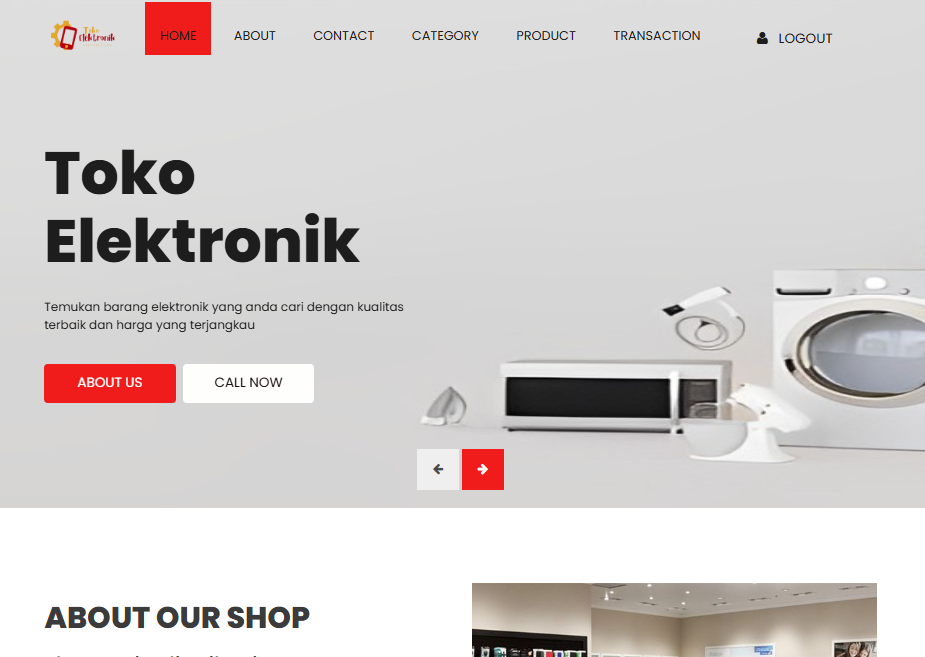 Toko
Elektronik
HOME
ABOUT
CONTACT
CATEGORY
PRODUCT
TRANSACTION
LOGOUT
Toko
Elektronik
Temukan barang elektronik yang anda cari dengan kualitas
terbaik dan harga yang terjangkau
ABOUT US
CALL NOW
ABOUT OUR SHOP